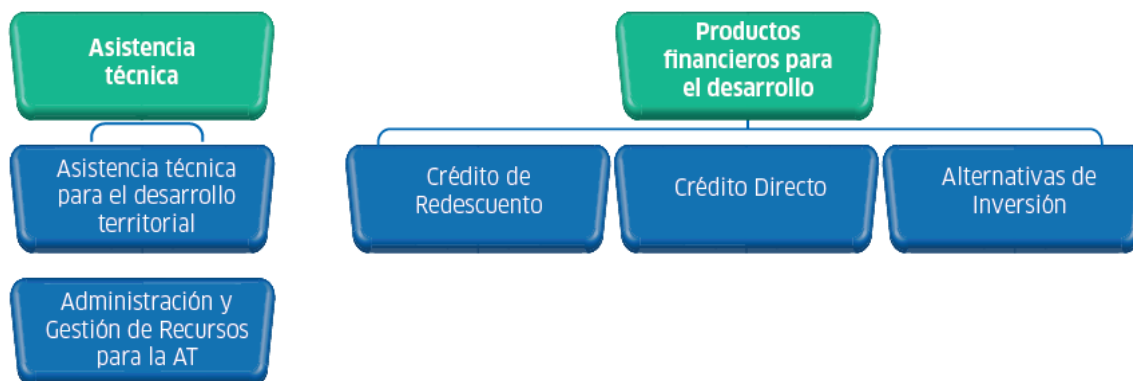 Asistencia
técnica
Asistencia técnica
para el desarrollo
territorial
Administración y
Gestión de Recursos
para la AT
Productos
financieros para
el desarrollo
Crédito de
Redescuento
Crédito Directo
Alternativas de
Inversión